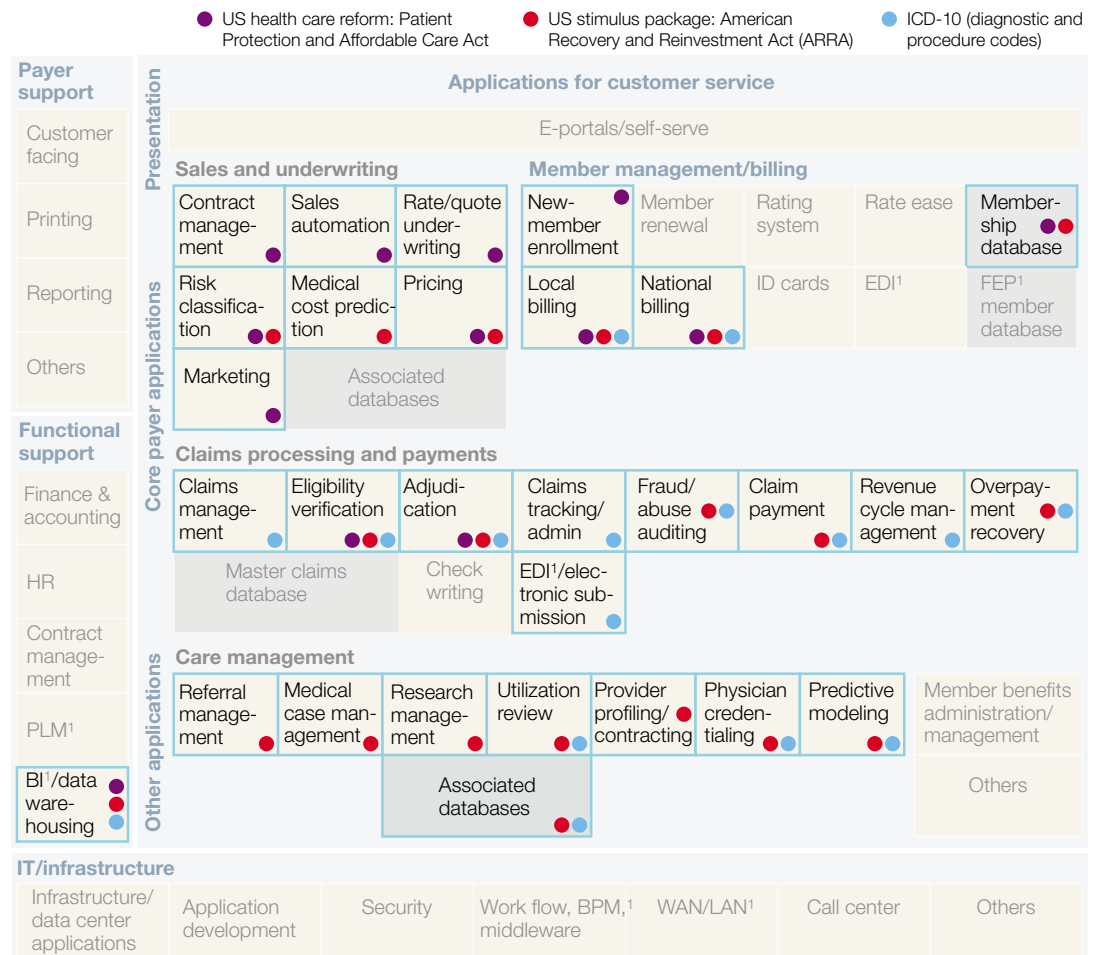 US health care reform: Patient
Protection and Affordable Care Act
US stimulus package: American
Recovery and Reinvestment Act (ARRA)
ICD-10 (diagnostic and
procedure codes)
Payer
support
Customer
facing
Printing
Reporting
Others
Functional
support
Finance &
accounting
HR
Contract
manage-
ment
PLM¹
BI¹/data
ware-
housing
Presentation
Applications for customer service
E-portals/self-serve
Core payer applications
Sales and underwriting
Contract
manage-
ment
Sales
automation
Rate/quote
under-
writing
Risk
classifica-
tion
Medical
cost predic-
tion
Pricing
Marketing
Associated
databases
Member management/billing
New-
member
enrollment
Member
renewal
Rating
system
Rate ease
Member-
ship
database
Local
billing
National
billing
ID cards
EDI¹
FEP¹
member
database
Claims processing and payments
Claims
manage-
ment
Eligibility
verification
Adjudi-
cation
Claims
tracking/
admin
Fraud/
abuse
auditing
Claim
payment
Revenue
cycle man-
agement
Overpay-
ment
recovery
Master claims
database
Check
writing
EDI¹/elec-
tronic sub-
mission
Other applications
Care management
Referral
manage-
ment
Medical
case man-
agement
Research
manage-
ment
Utilization
review
Provider
profiling/
contracting
Physician
creden-
tialing
Predictive
modeling
Member benefits
administration/
management
Associated
databases
Others
IT/infrastructure
Infrastructure/
data center
applications
Application
development
Security
Work flow, BPM,¹
middleware
WAN/LAN¹
Call center
Others